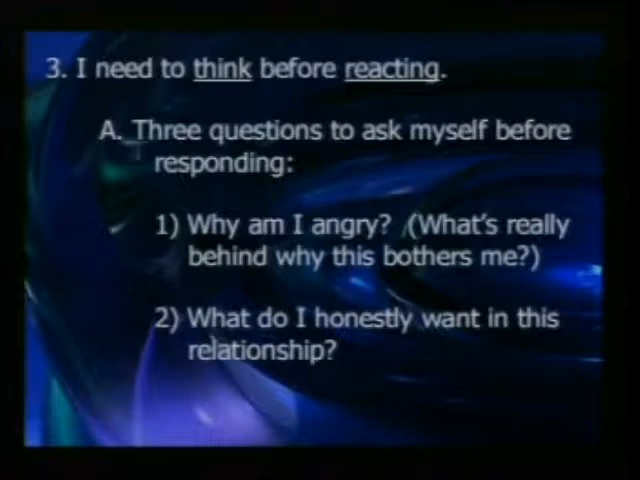 3. I need to think before reacting.
A. Three questions to ask myself before
responding:
1) Why am I angry? (What's really
behind why this bothers me?)
2) What do I honestly want in this
relationship?